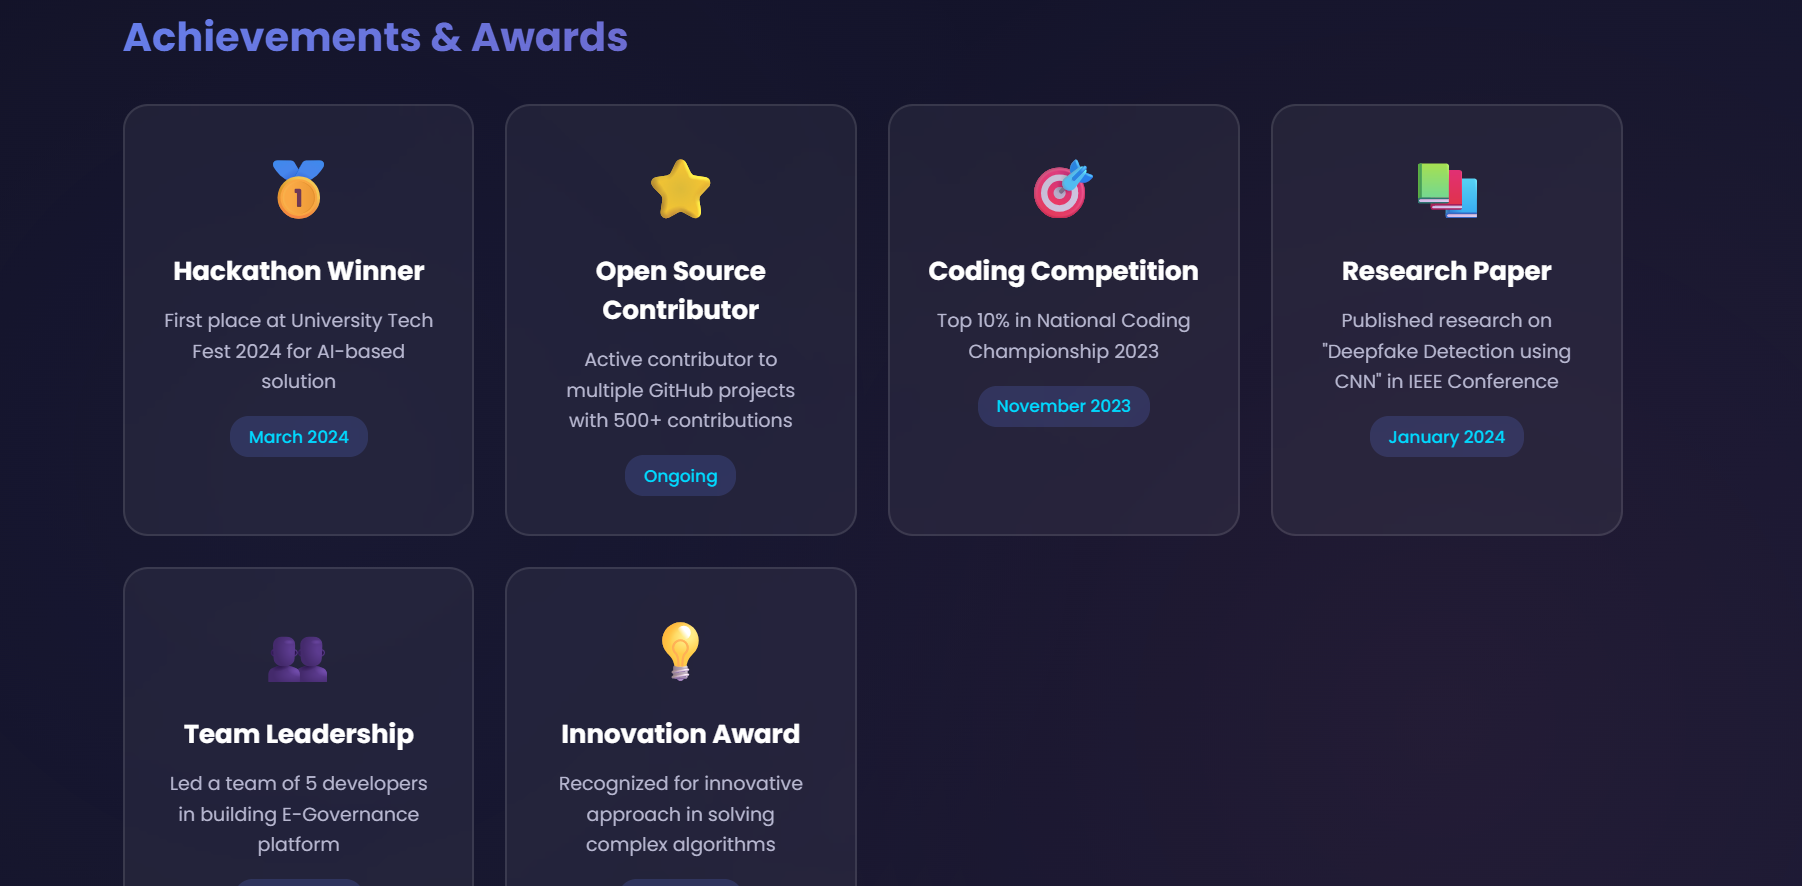 Achievements & Awards
1
Hackathon Winner
First place at University Tech
Fest 2024 for AI-based
solution
March 2024
Open Source
Contributor
Active contributor to
multiple GitHub projects
with 500+ contributions
Ongoing
Coding Competition
Top 10% in National Coding
Championship 2023
November 2023
Research Paper
Published research on
"Deepfake Detection using
CNN" in IEEE Conference
January 2024
Team Leadership
Led a team of 5 developers
in building E-Governance
platform
Innovation Award
Recognized for innovative
approach in solving
complex algorithms